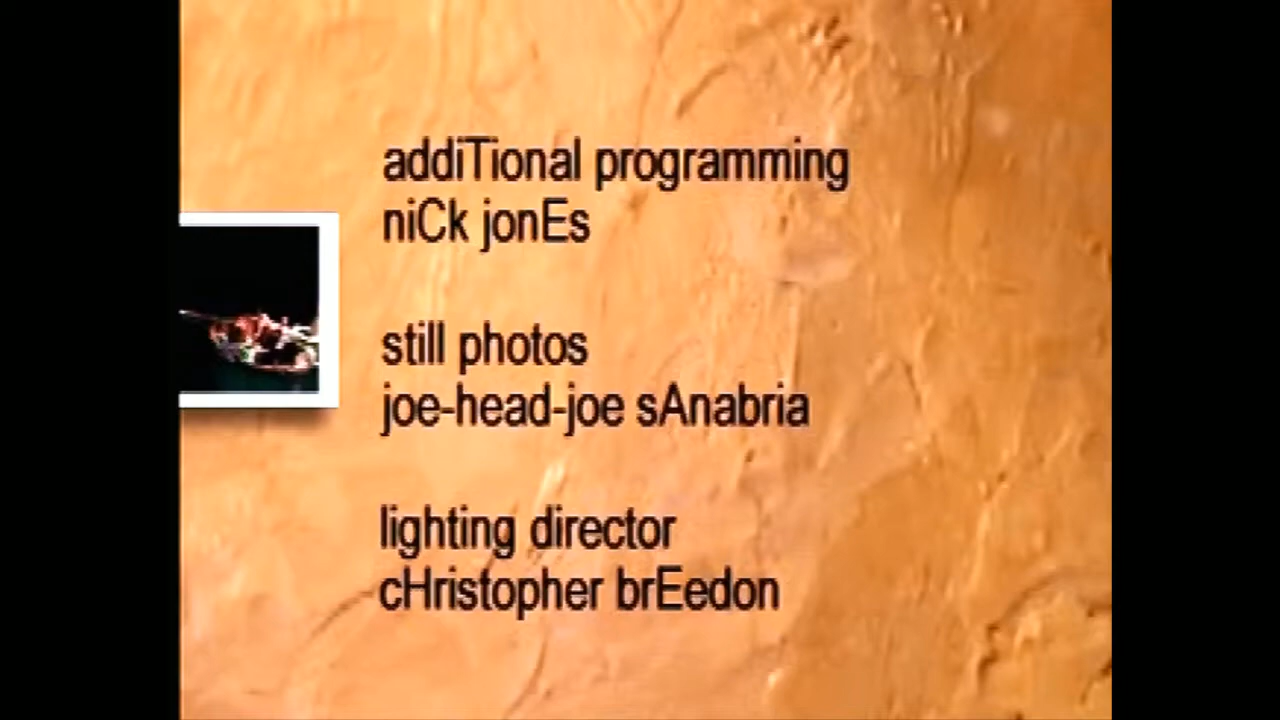 addiTional programming
niCk jonEs
still photos
joe-head-joe sAnabria
lighting director
cHristopher brEedon